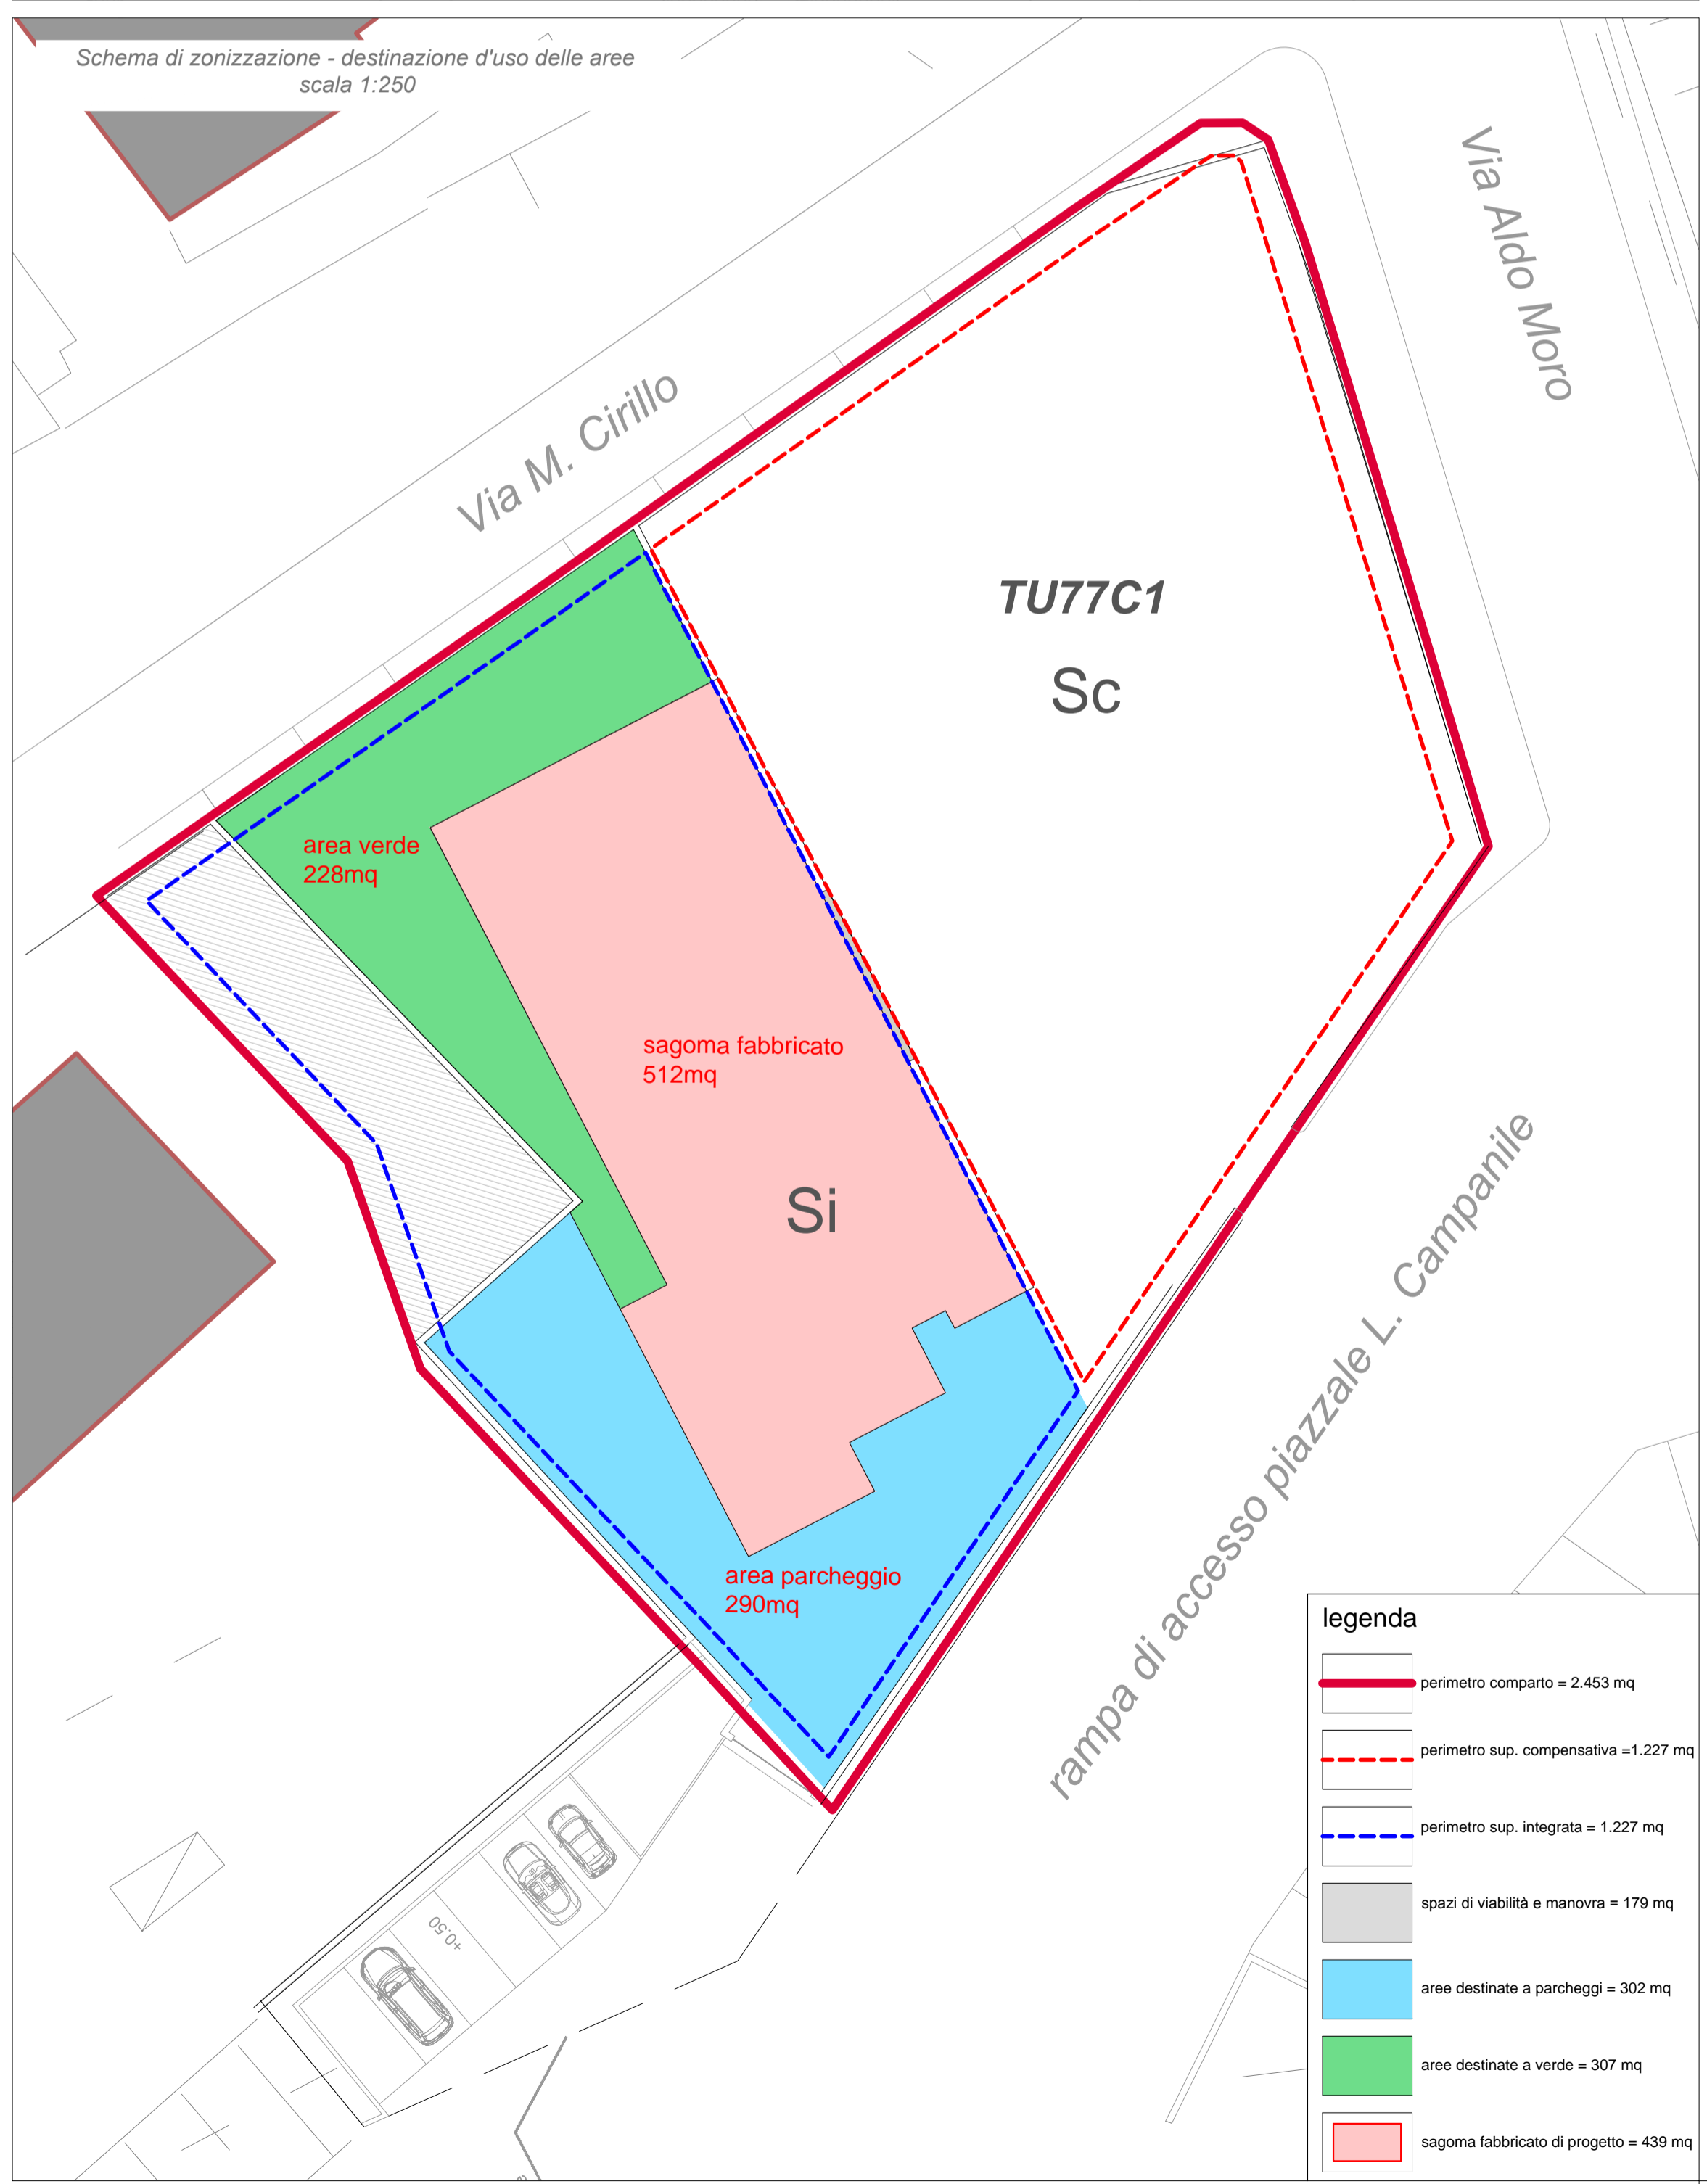 Schema di zonizzazione - destinazione d'uso delle aree
scala 1:250
Via Aldo Moro
Via M. Cirillo
TU77C1
Sc
area verde
228mq
sagoma fabbricato
512mq
Si
rampa di accesso piazzale L. Campanile
area parcheggio
290mq
+0.50
legenda
perimetro comparto = 2.453 mq
perimetro sup. compensativa =1.227 mq
perimetro sup. integrata = 1.227 mq
spazi di viabilità e manovra = 179 mq
aree destinate a parcheggi = 302 mq
aree destinate a verde = 307 mq
sagoma fabbricato di progetto = 439 mq